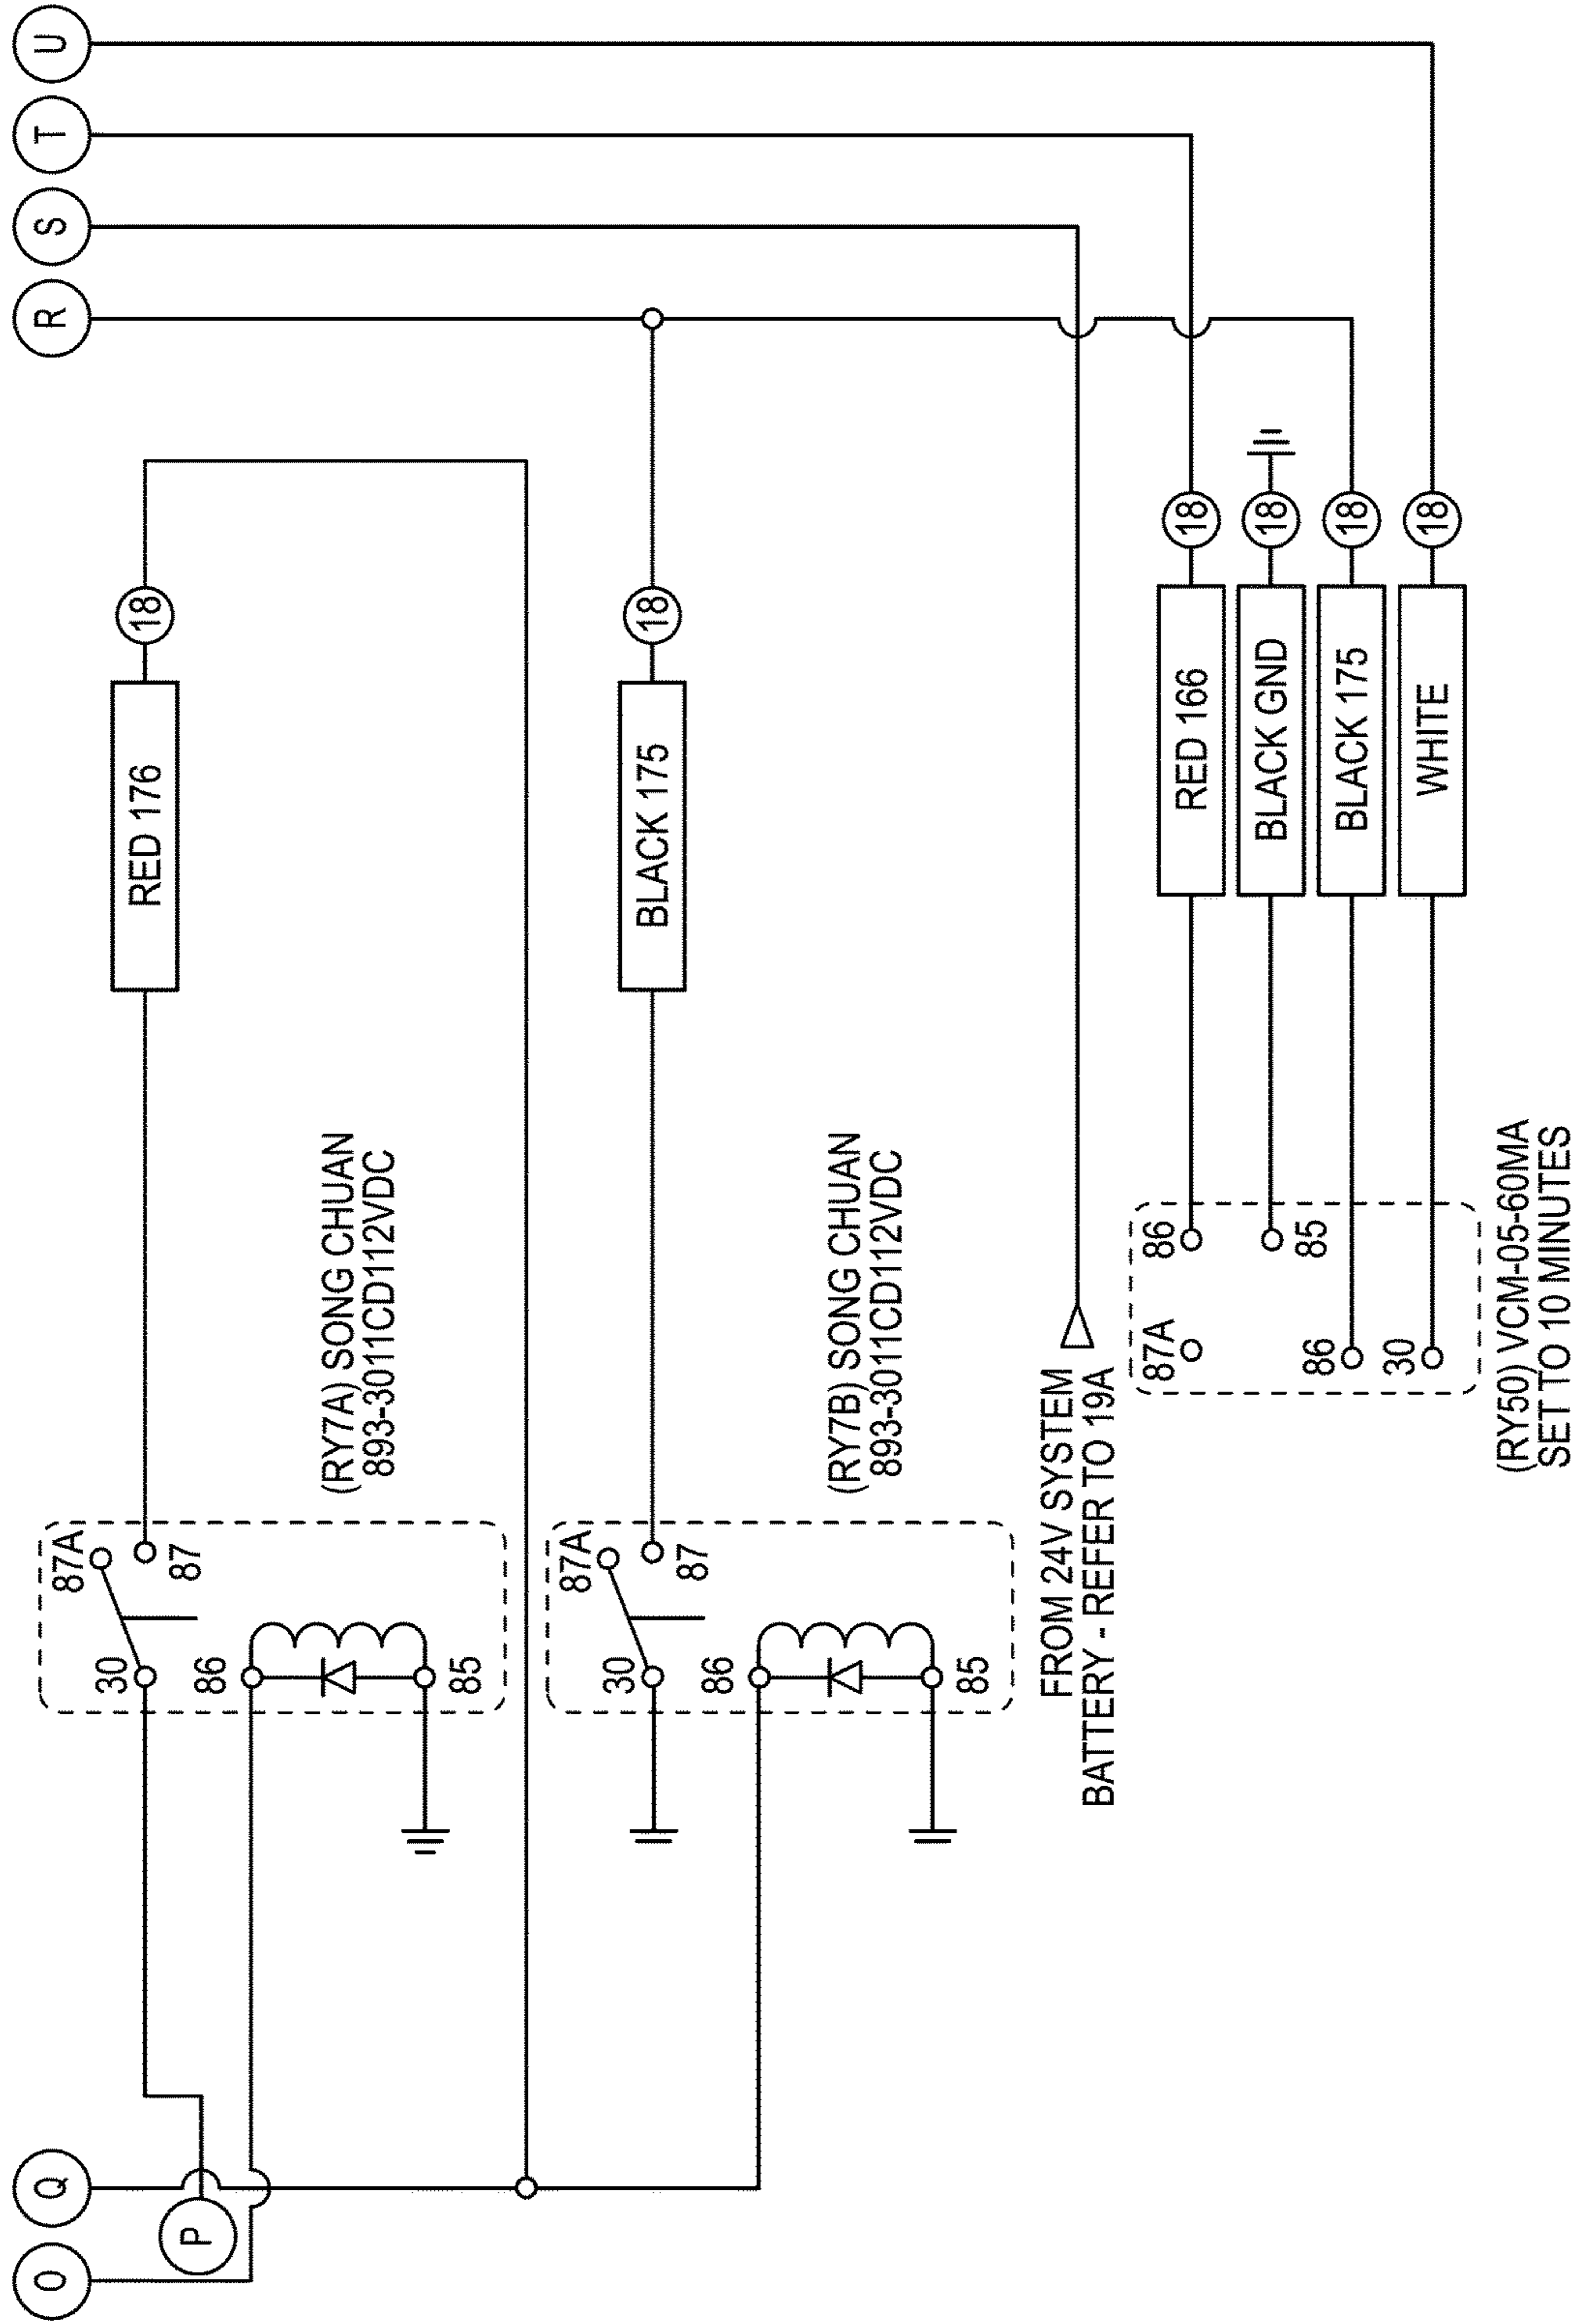 O
Q
P
R
S
T
U
87A
30
87
86
85
(RY7A) SONG CHUAN
893-3011CD112VDC
RED 176
18
87A
30
87
86
85
(RY7B) SONG CHUAN
893-3011CD112VDC
BLACK 175
18
FROM 24V SYSTEM
BATTERY - REFER TO 19A
87A
86
85
86
30
RED 166
18
BLACK GND
18
BLACK 175
18
WHITE
18
(RY50) VCM-05-60MA
SET TO 10 MINUTES